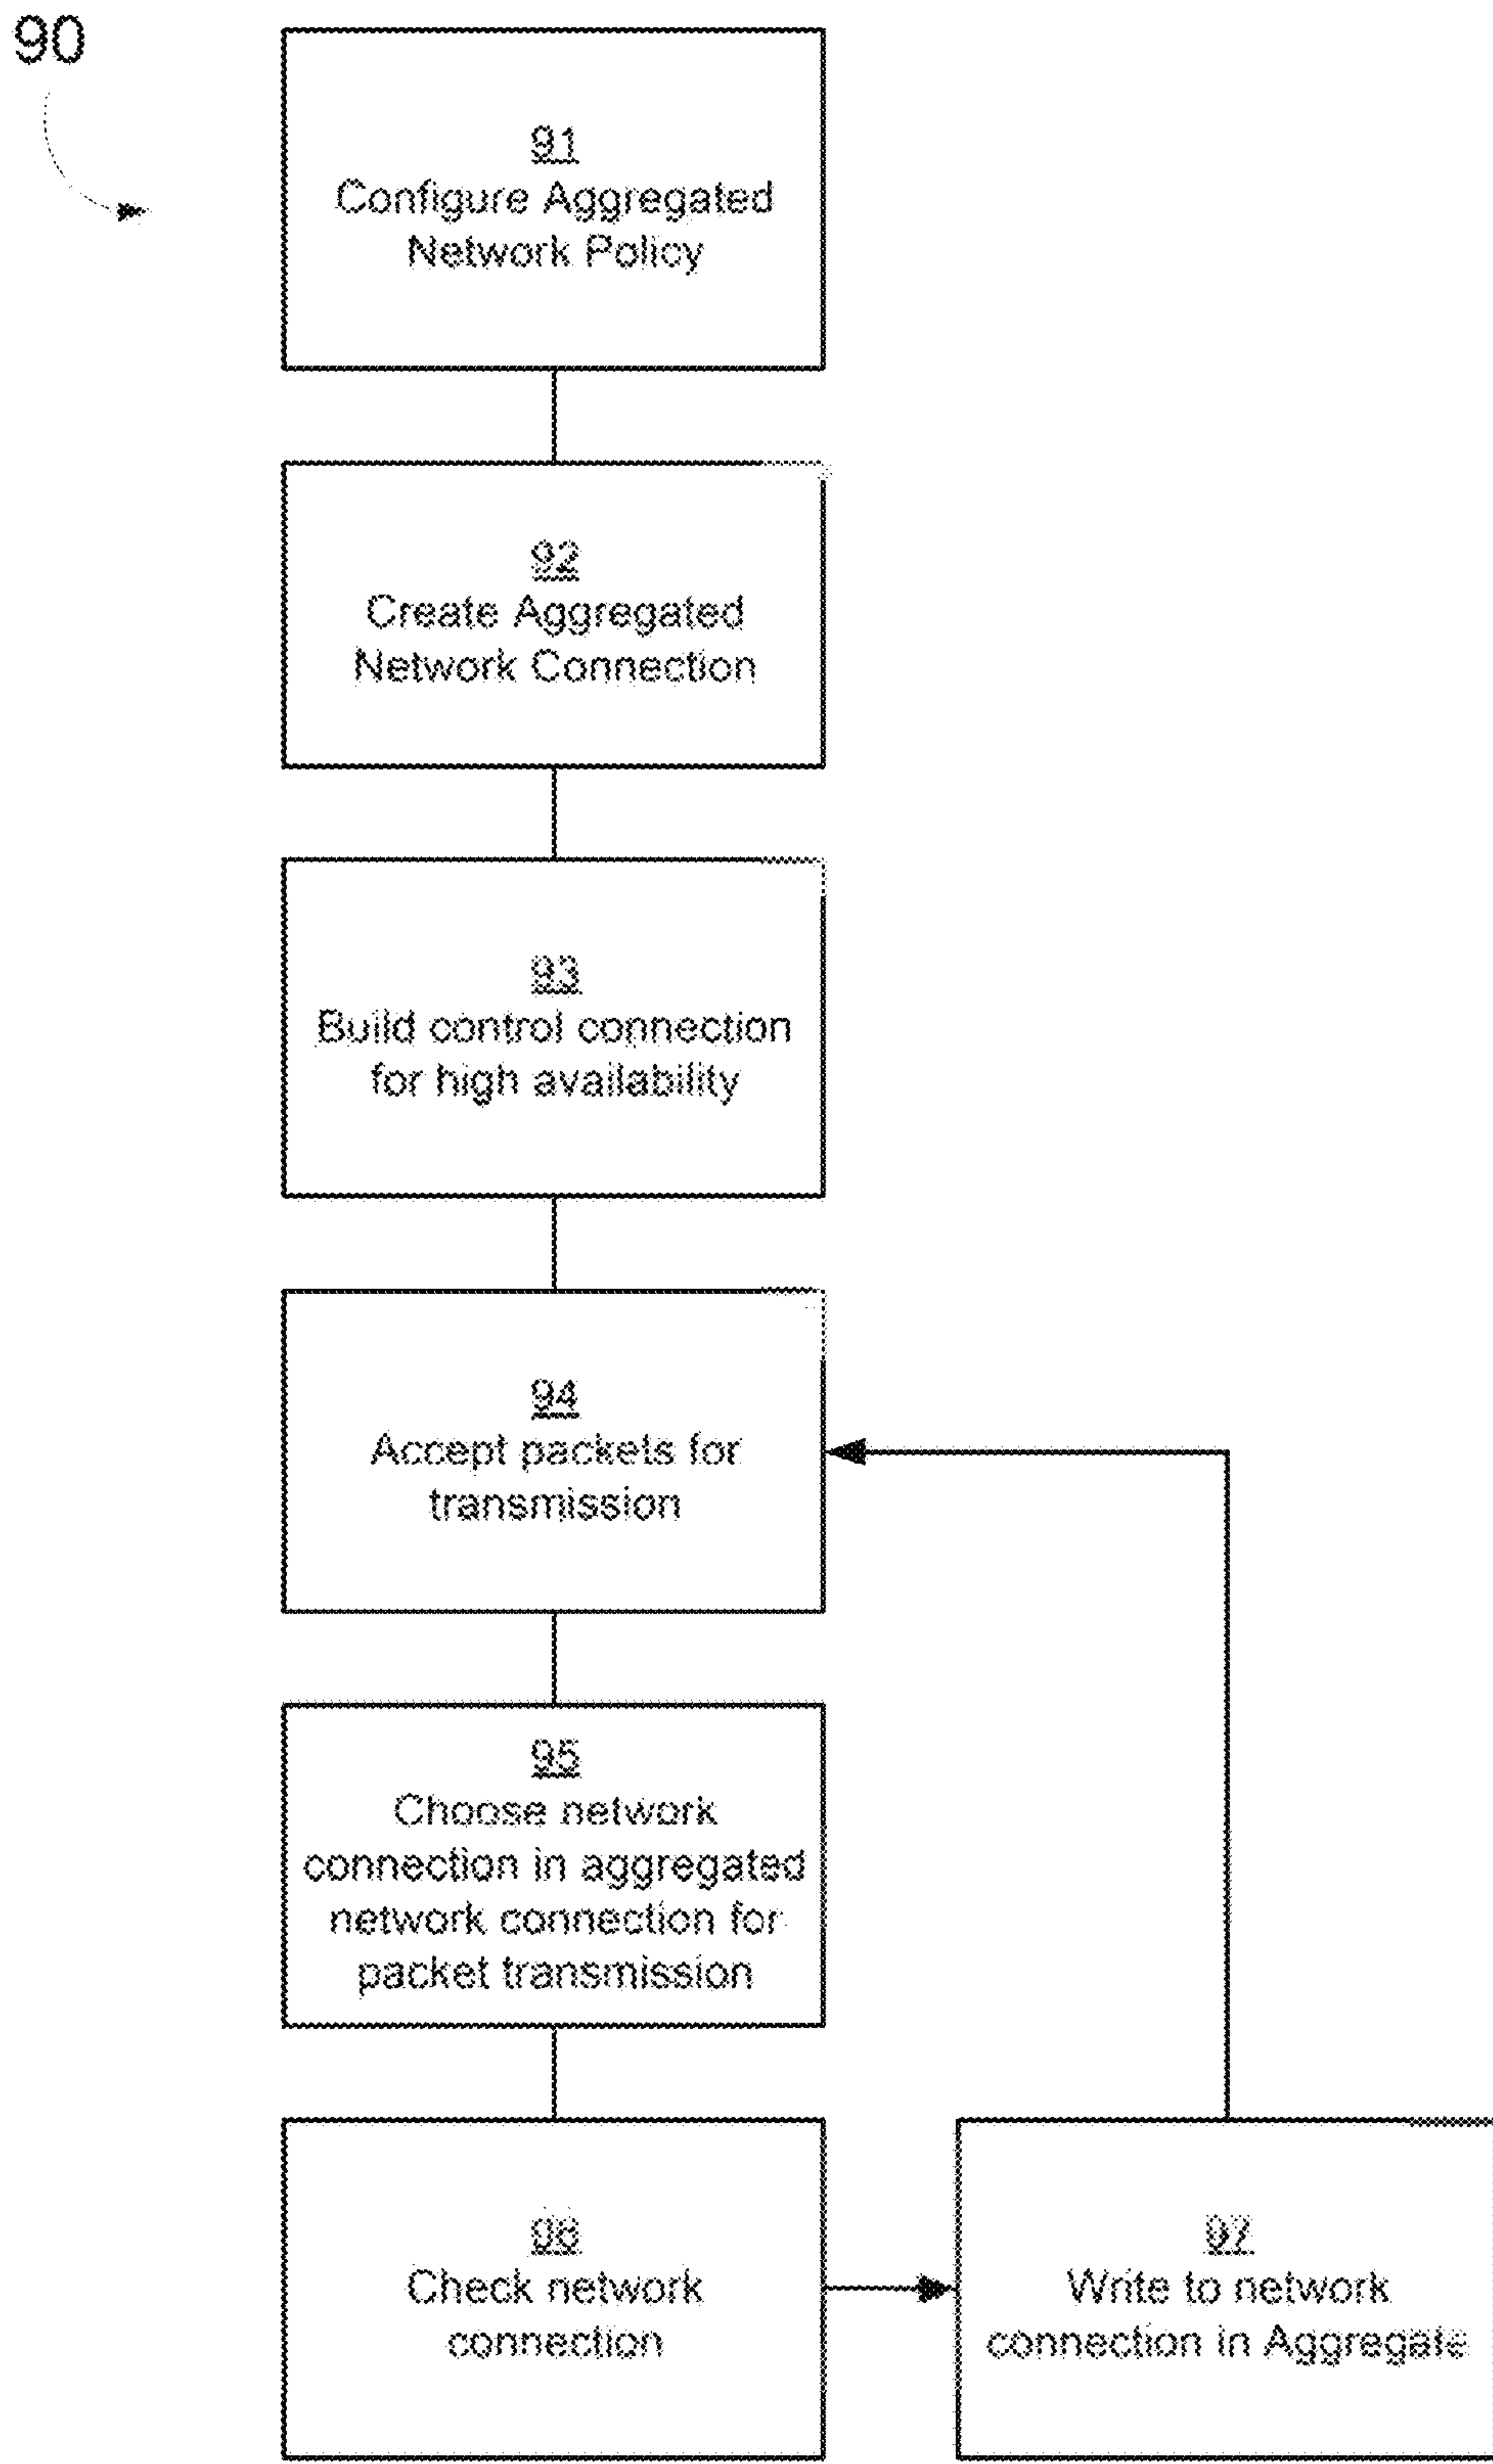 90
91
Configure Aggregated
Network Policy
92
Create Aggregated
Network Connection
93
Build control connection
for high availability
94
Accept packets for
transmission
95
Choose network
connection in aggregated
network connection for
packet transmission
96
Check network
connection
97
Write to network
connection in Aggregate